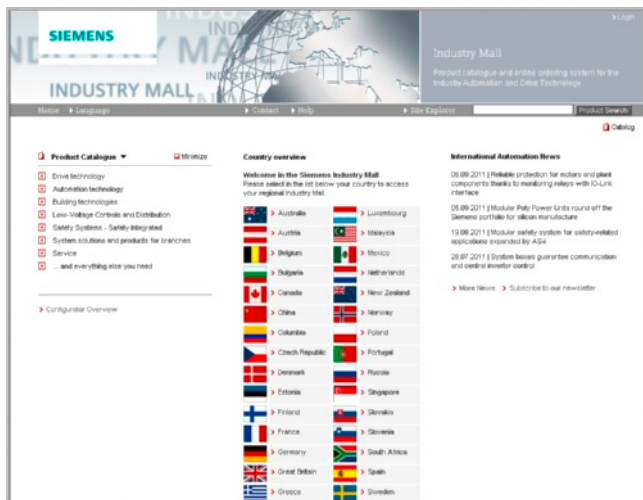 Login
SIEMENS
INDUSTRY MALL
INDUSTRY MALL
Industry Mall
Product catalogue and online ordering system for the
Industry Automation and Drive Technology
Home Language Contact Help Site Explorer Product Search
Catalog
Product Catalogue Minimize
Drive technology
Automation technology
Building technologies
Low-Voltage Controls and Distribution
Safety Systems - Safety Integrated
System solutions and products for branches
Service
... and everything else you need
Configurator Overview
Country overview
Welcome in the Siemens Industry Mall
Please select in the list below your country to access
your regional Industry Mall.
Australia Luxembourg
Austria Malaysia
Belgium Mexico
Bulgaria Netherlands
Canada New Zealand
China Norway
Columbia Poland
Czech Republic Portugal
Denmark Russia
Estonia Singapore
Finland Slovakia
France Slovenia
Germany South Africa
Great Britain Spain
Greece Sweden
International Automation News
06.09.2011 | Reliable protection for motors and plant
components thanks to monitoring relays with IO-Link
interface
05.09.2011 | Modular Poly Power Units round off the
Siemens portfolio for silicon manufacture
19.08.2011 | Modular safety system for safety-related
applications expanded by AS-i
28.07.2011 | System boxes guarantee communication
and central inverter control
More News Subscribe to our newsletter